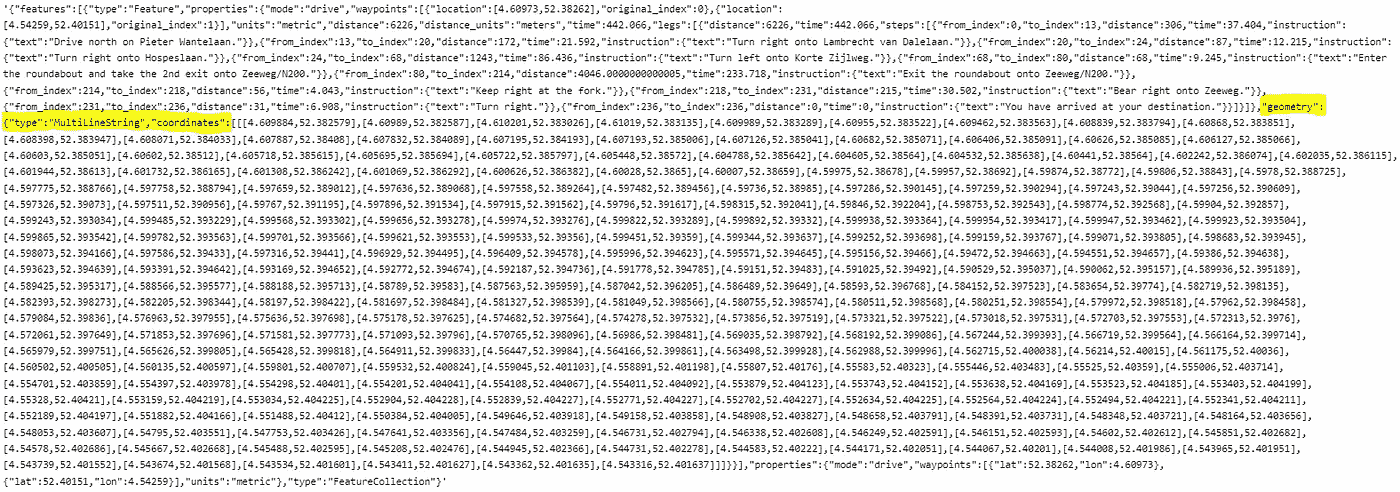 '{"features":[{"type":"Feature","properties":{"mode":"drive","waypoints":[{"location":[4.60973,52.38262],"original_index":0},{"location":
[4.54259,52.40151],"original_index":1}],"units":"metric","distance":6226,"distance_units":"meters","time":442.066,"legs":[{"distance":6226,"time":442.066,"steps":[{"from_index":0,"to_index":13,"distance":306,"time":37.404,"instruction":
{"text":"Drive north on Pieter Wantelaan."}},{"from_index":13,"to_index":20,"distance":172,"time":21.592,"instruction":{"text":"Turn right onto Lambrecht van Dalelaan."}},{"from_index":20,"to_index":24,"distance":87,"time":12.215,"instruction":
{"text":"Turn right onto Hospeslaan."}},{"from_index":24,"to_index":68,"distance":1243,"time":86.436,"instruction":{"text":"Turn left onto Korte Zijlweg."}},{"from_index":68,"to_index":80,"distance":68,"time":9.245,"instruction":{"text":"Enter
the roundabout and take the 2nd exit onto Zeeweg/N200."}},{"from_index":80,"to_index":214,"distance":4046.0000000000005,"time":233.718,"instruction":{"text":"Exit the roundabout onto Zeeweg/N200."}},
{"from_index":214,"to_index":218,"distance":56,"time":4.043,"instruction":{"text":"Keep right at the fork."}},{"from_index":218,"to_index":231,"distance":215,"time":30.502,"instruction":{"text":"Bear right onto Zeeweg."}},
{"from_index":231,"to_index":236,"distance":31,"time":6.908,"instruction":{"text":"Turn right."}},{"from_index":236,"to_index":236,"distance":0,"time":0,"instruction":{"text":"You have arrived at your destination."}}]}]},"geometry":
{"type":"MultiLineString","coordinates":[[[4.609884,52.382579],[4.60989,52.382587],[4.610201,52.383026],[4.61019,52.383135],[4.609989,52.383289],[4.60955,52.383522],[4.609462,52.383563],[4.608839,52.383794],[4.60868,52.383851],
[4.608398,52.383947],[4.608071,52.384033],[4.607887,52.38408],[4.607832,52.384089],[4.607195,52.384193],[4.607193,52.385006],[4.607126,52.385041],[4.60682,52.385071],[4.606406,52.385091],[4.60626,52.385085],[4.606127,52.385066],
[4.60603,52.385051],[4.60602,52.38512],[4.605718,52.385615],[4.605695,52.385694],[4.605722,52.385797],[4.605448,52.38572],[4.604788,52.385642],[4.604605,52.38564],[4.604532,52.385638],[4.60441,52.38564],[4.602242,52.386074],[4.602035,52.386115],
[4.601944,52.38613],[4.601732,52.386165],[4.601308,52.386242],[4.601069,52.386292],[4.600626,52.386382],[4.60028,52.3865],[4.60007,52.38659],[4.59975,52.38678],[4.59957,52.38692],[4.59874,52.38772],[4.59806,52.38843],[4.5978,52.388725],
[4.597775,52.388766],[4.597758,52.388794],[4.597659,52.389012],[4.597636,52.389068],[4.597558,52.389264],[4.597482,52.389456],[4.59736,52.38985],[4.597286,52.390145],[4.597259,52.390294],[4.597243,52.39044],[4.597256,52.390609],
[4.597326,52.39073],[4.597511,52.390956],[4.59767,52.391195],[4.597896,52.391534],[4.597915,52.391562],[4.59796,52.391617],[4.598315,52.392041],[4.59846,52.392204],[4.598753,52.392543],[4.598774,52.392568],[4.59904,52.392857],
[4.599243,52.393034],[4.599485,52.393229],[4.599568,52.393302],[4.599656,52.393278],[4.59974,52.393276],[4.599822,52.393289],[4.599892,52.39332],[4.599938,52.393364],[4.599954,52.393417],[4.599947,52.393462],[4.599923,52.393504],
[4.599865,52.393542],[4.599782,52.393563],[4.599701,52.393566],[4.599621,52.393553],[4.599533,52.39356],[4.599451,52.39359],[4.599344,52.393637],[4.599252,52.393698],[4.599159,52.393767],[4.599071,52.393805],[4.598683,52.393945],
[4.598073,52.394166],[4.597586,52.39433],[4.597316,52.39441],[4.596929,52.394495],[4.596409,52.394578],[4.595996,52.394623],[4.595571,52.394645],[4.595156,52.39466],[4.59472,52.394663],[4.594551,52.394657],[4.59386,52.394638],
[4.593623,52.394639],[4.593391,52.394642],[4.593169,52.394652],[4.592772,52.394674],[4.592187,52.394736],[4.591778,52.394785],[4.59151,52.39483],[4.591025,52.39492],[4.590529,52.395037],[4.590062,52.395157],[4.589936,52.395189],
[4.589425,52.395317],[4.588566,52.395577],[4.588188,52.395713],[4.58789,52.39583],[4.587563,52.395959],[4.587042,52.396205],[4.586489,52.39649],[4.58593,52.396768],[4.584152,52.397523],[4.583654,52.39774],[4.582719,52.398135],
[4.582393,52.398273],[4.582205,52.398344],[4.58197,52.398422],[4.581697,52.398484],[4.581327,52.398539],[4.581049,52.398566],[4.580755,52.398574],[4.580511,52.398568],[4.580251,52.398554],[4.579972,52.398518],[4.57962,52.398458],
[4.579084,52.39836],[4.576963,52.397955],[4.575636,52.397698],[4.575178,52.397625],[4.574682,52.397564],[4.574278,52.397532],[4.573856,52.397519],[4.573321,52.397522],[4.573018,52.397531],[4.572703,52.397553],[4.572313,52.3976],
[4.572061,52.397649],[4.571853,52.397696],[4.571581,52.397773],[4.571093,52.39796],[4.570765,52.398096],[4.56986,52.398481],[4.569035,52.398792],[4.568192,52.399086],[4.567244,52.399393],[4.566719,52.399564],[4.566164,52.399714],
[4.565979,52.399751],[4.565626,52.399805],[4.565428,52.399818],[4.564911,52.399833],[4.56447,52.39984],[4.564166,52.399861],[4.563498,52.399928],[4.562988,52.399996],[4.562715,52.400038],[4.56214,52.40015],[4.561175,52.40036],
[4.560502,52.400505],[4.560135,52.400597],[4.559801,52.400707],[4.559532,52.400824],[4.559045,52.401103],[4.558891,52.401198],[4.55807,52.40176],[4.55583,52.40323],[4.555446,52.403483],[4.55525,52.40359],[4.555006,52.403714],
[4.554701,52.403859],[4.554397,52.403978],[4.554298,52.40401],[4.554201,52.404041],[4.554108,52.404067],[4.554011,52.404092],[4.553879,52.404123],[4.553743,52.404152],[4.553638,52.404169],[4.553523,52.404185],[4.553403,52.404199],
[4.55328,52.40421],[4.553159,52.404219],[4.553034,52.404225],[4.552904,52.404228],[4.552839,52.404227],[4.552771,52.404227],[4.552702,52.404227],[4.552634,52.404225],[4.552564,52.404224],[4.552494,52.404221],[4.552341,52.404211],
[4.552189,52.404197],[4.551882,52.404166],[4.551488,52.40412],[4.550384,52.404005],[4.549646,52.403918],[4.549158,52.403858],[4.548908,52.403827],[4.548658,52.403791],[4.548391,52.403731],[4.548348,52.403721],[4.548164,52.403656],
[4.548053,52.403607],[4.54795,52.403551],[4.547753,52.403426],[4.547641,52.403356],[4.547484,52.403259],[4.546731,52.402794],[4.546338,52.402608],[4.546249,52.402591],[4.546151,52.402593],[4.54602,52.402612],[4.545851,52.402682],
[4.54578,52.402686],[4.545667,52.402668],[4.545488,52.402595],[4.545208,52.402476],[4.544945,52.402366],[4.544731,52.402278],[4.544583,52.402221],[4.544171,52.402051],[4.544067,52.40201],[4.544008,52.401986],[4.543965,52.401951],
[4.543739,52.401552],[4.543674,52.401568],[4.543534,52.401601],[4.543411,52.401627],[4.543362,52.401635],[4.543316,52.401637]]]}}],"properties":{"mode":"drive","waypoints":[{"lat":52.38262,"lon":4.60973},
{"lat":52.40151,"lon":4.54259}],"units":"metric"},"type":"FeatureCollection"}'